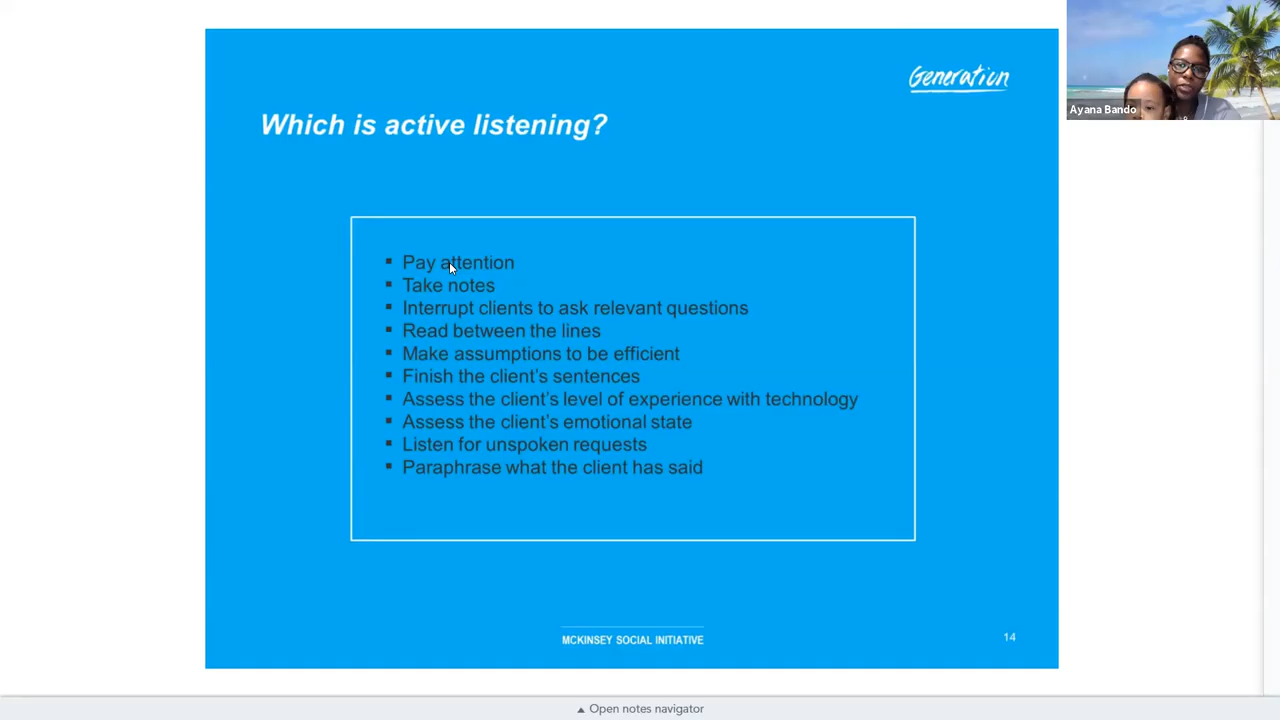 Generation
Ayana Bando
Which is active listening?
▪ Pay attention
▪ Take notes
▪ Interrupt clients to ask relevant questions
▪ Read between the lines
▪ Make assumptions to be efficient
▪ Finish the client's sentences
▪ Assess the client's level of experience with technology
▪ Assess the client's emotional state
▪ Listen for unspoken requests
▪ Paraphrase what the client has said
MCKINSEY SOCIAL INITIATIVE
14
▲ Open notes navigator